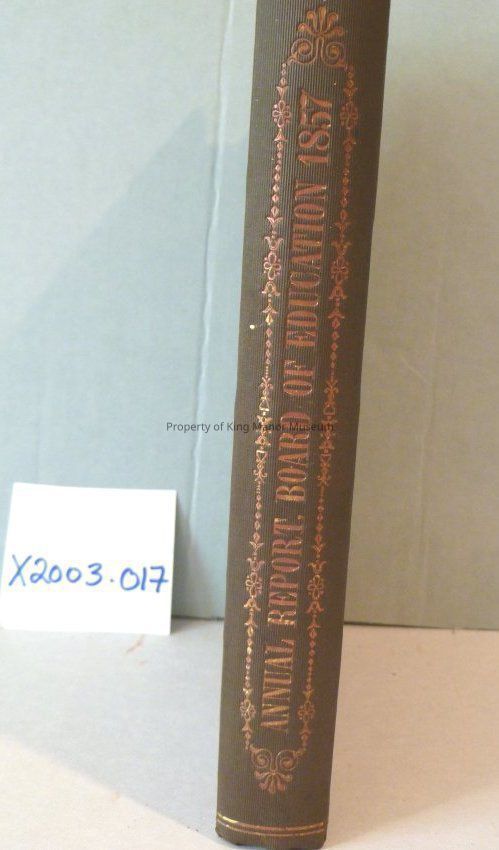 ANNUAL REPORT, BOARD OF EDUCATION 1857
Property of King Manor Museum
X2003.017